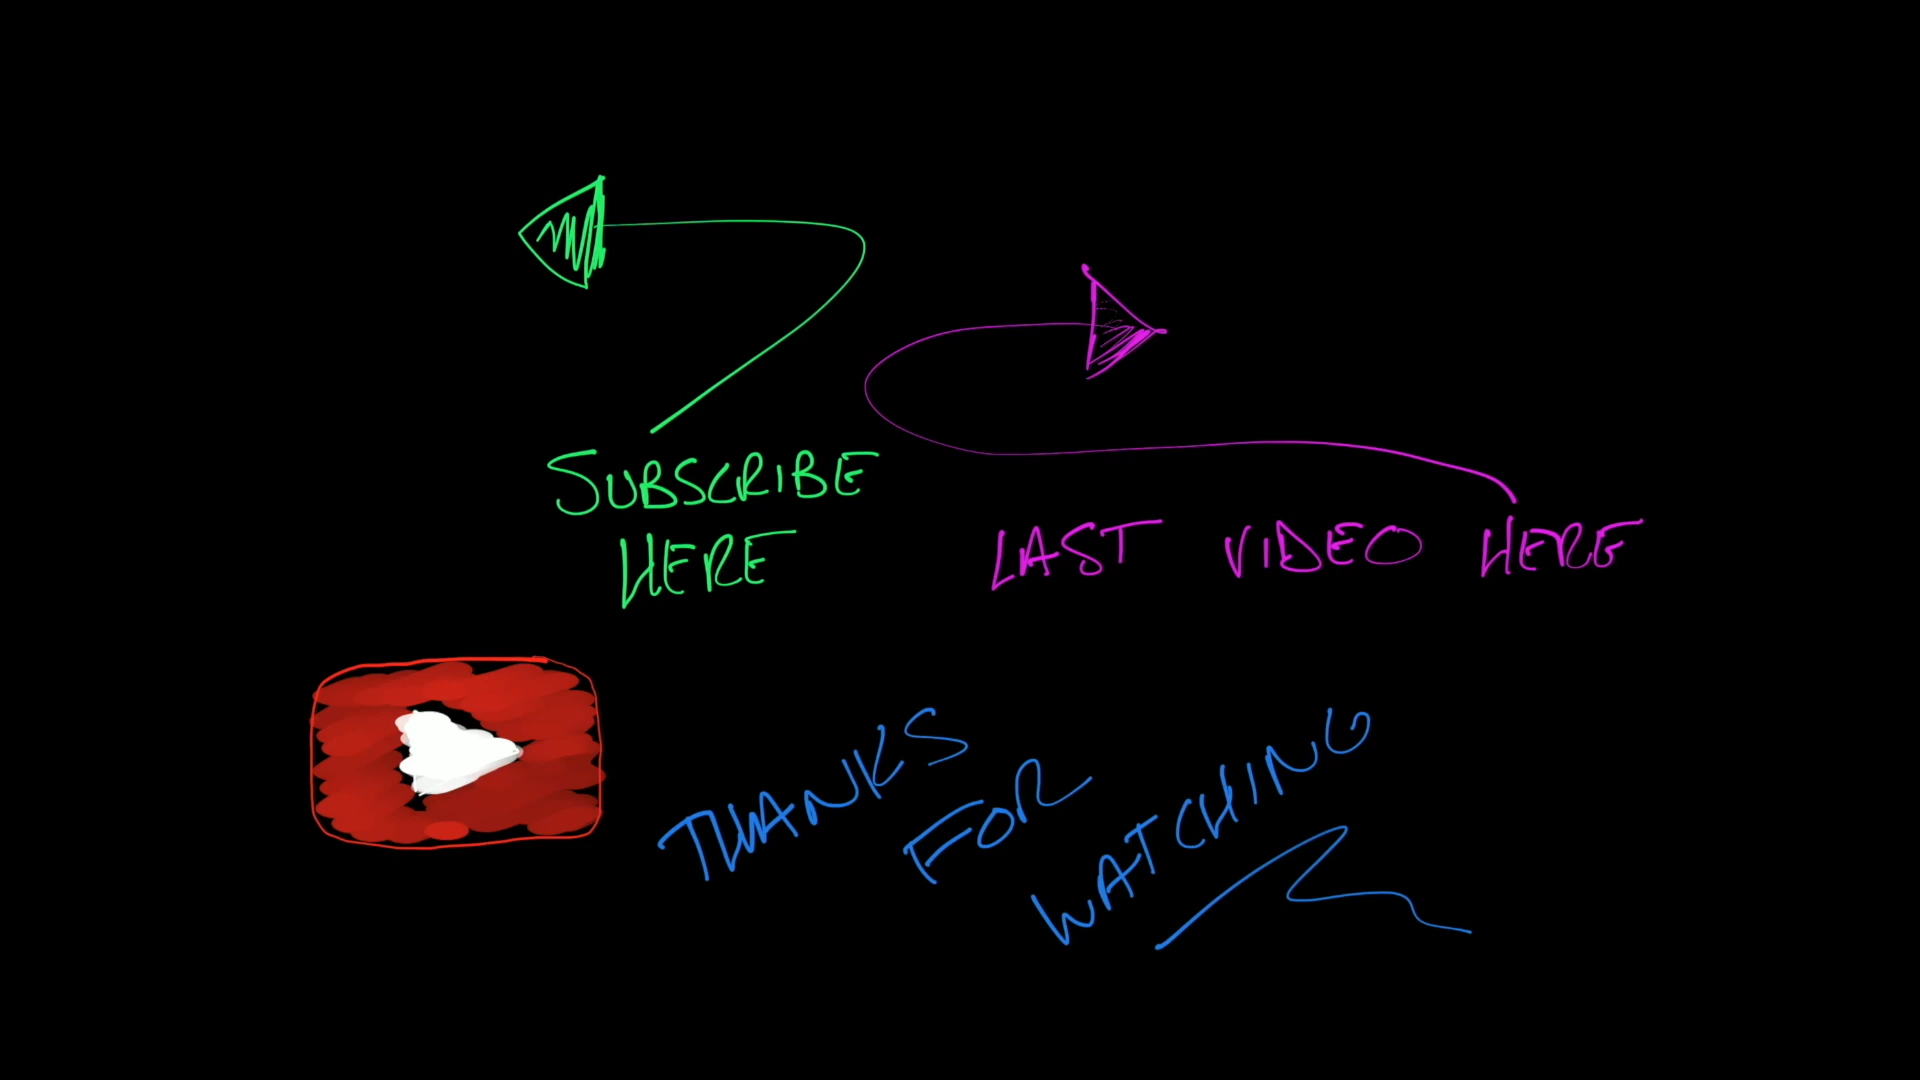 SUBSCRIBE
HERE
LAST VIDEO HERE
THANKS
FOR
WATCHING